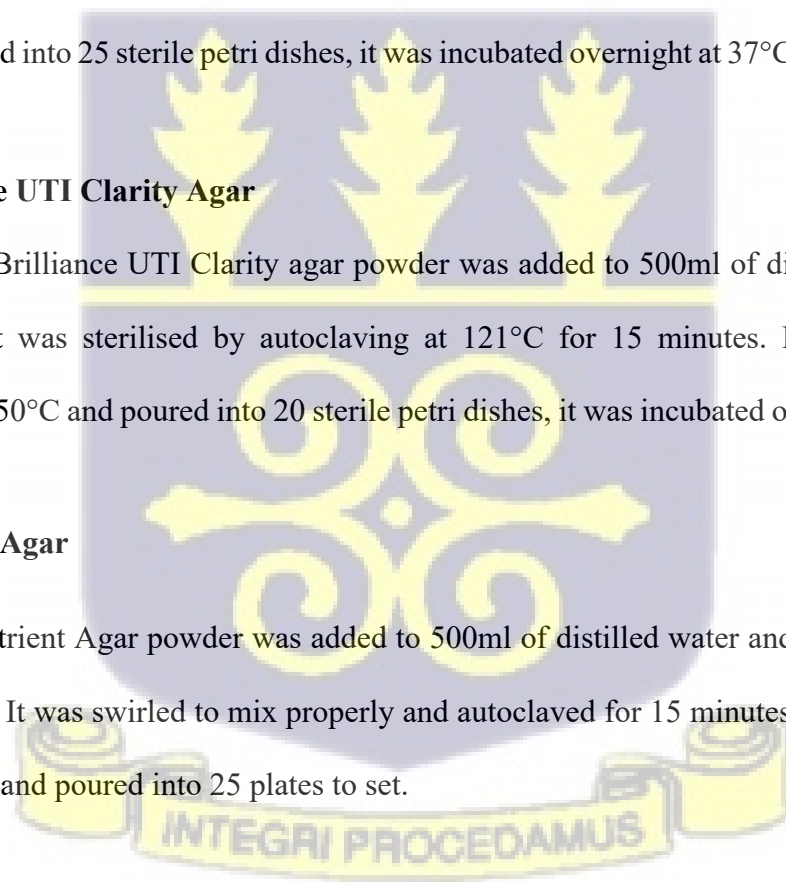 d into 25 sterile petri dishes, it was incubated overnight at 37°C
e UTI Clarity Agar
Brilliance UTI Clarity agar powder was added to 500ml of di
t was sterilised by autoclaving at 121°C for 15 minutes. I
50°C and poured into 20 sterile petri dishes, it was incubated o
Agar
trient Agar powder was added to 500ml of distilled water and
It was swirled to mix properly and autoclaved for 15 minutes
and poured into 25 plates to set.
INTEGRI PROCEDAMUS